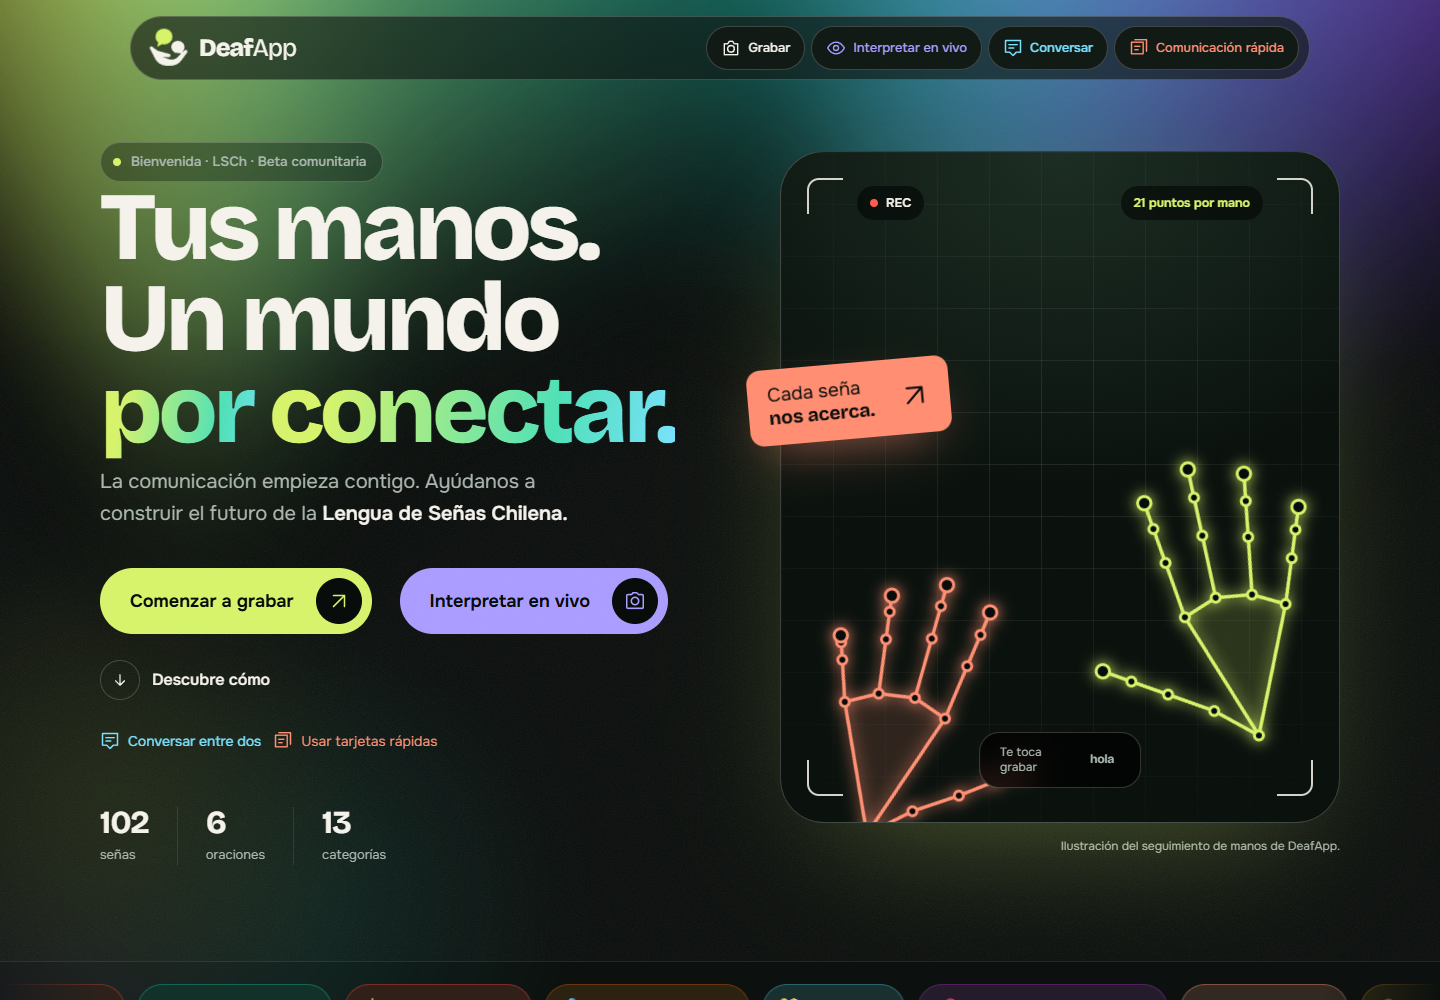 DeafApp
Grabar
Interpretar en vivo
Conversar
Comunicación rápida
Bienvenida · LSCh · Beta comunitaria
Tus manos.
Un mundo
por conectar.
La comunicación empieza contigo. Ayúdanos a
construir el futuro de la Lengua de Señas Chilena.
Comenzar a grabar
Interpretar en vivo
Descubre cómo
Conversar entre dos
Usar tarjetas rápidas
102
señas
6
oraciones
13
categorías
REC
21 puntos por mano
Cada seña
nos acerca.
Te toca
grabar
hola
Ilustración del seguimiento de manos de DeafApp.